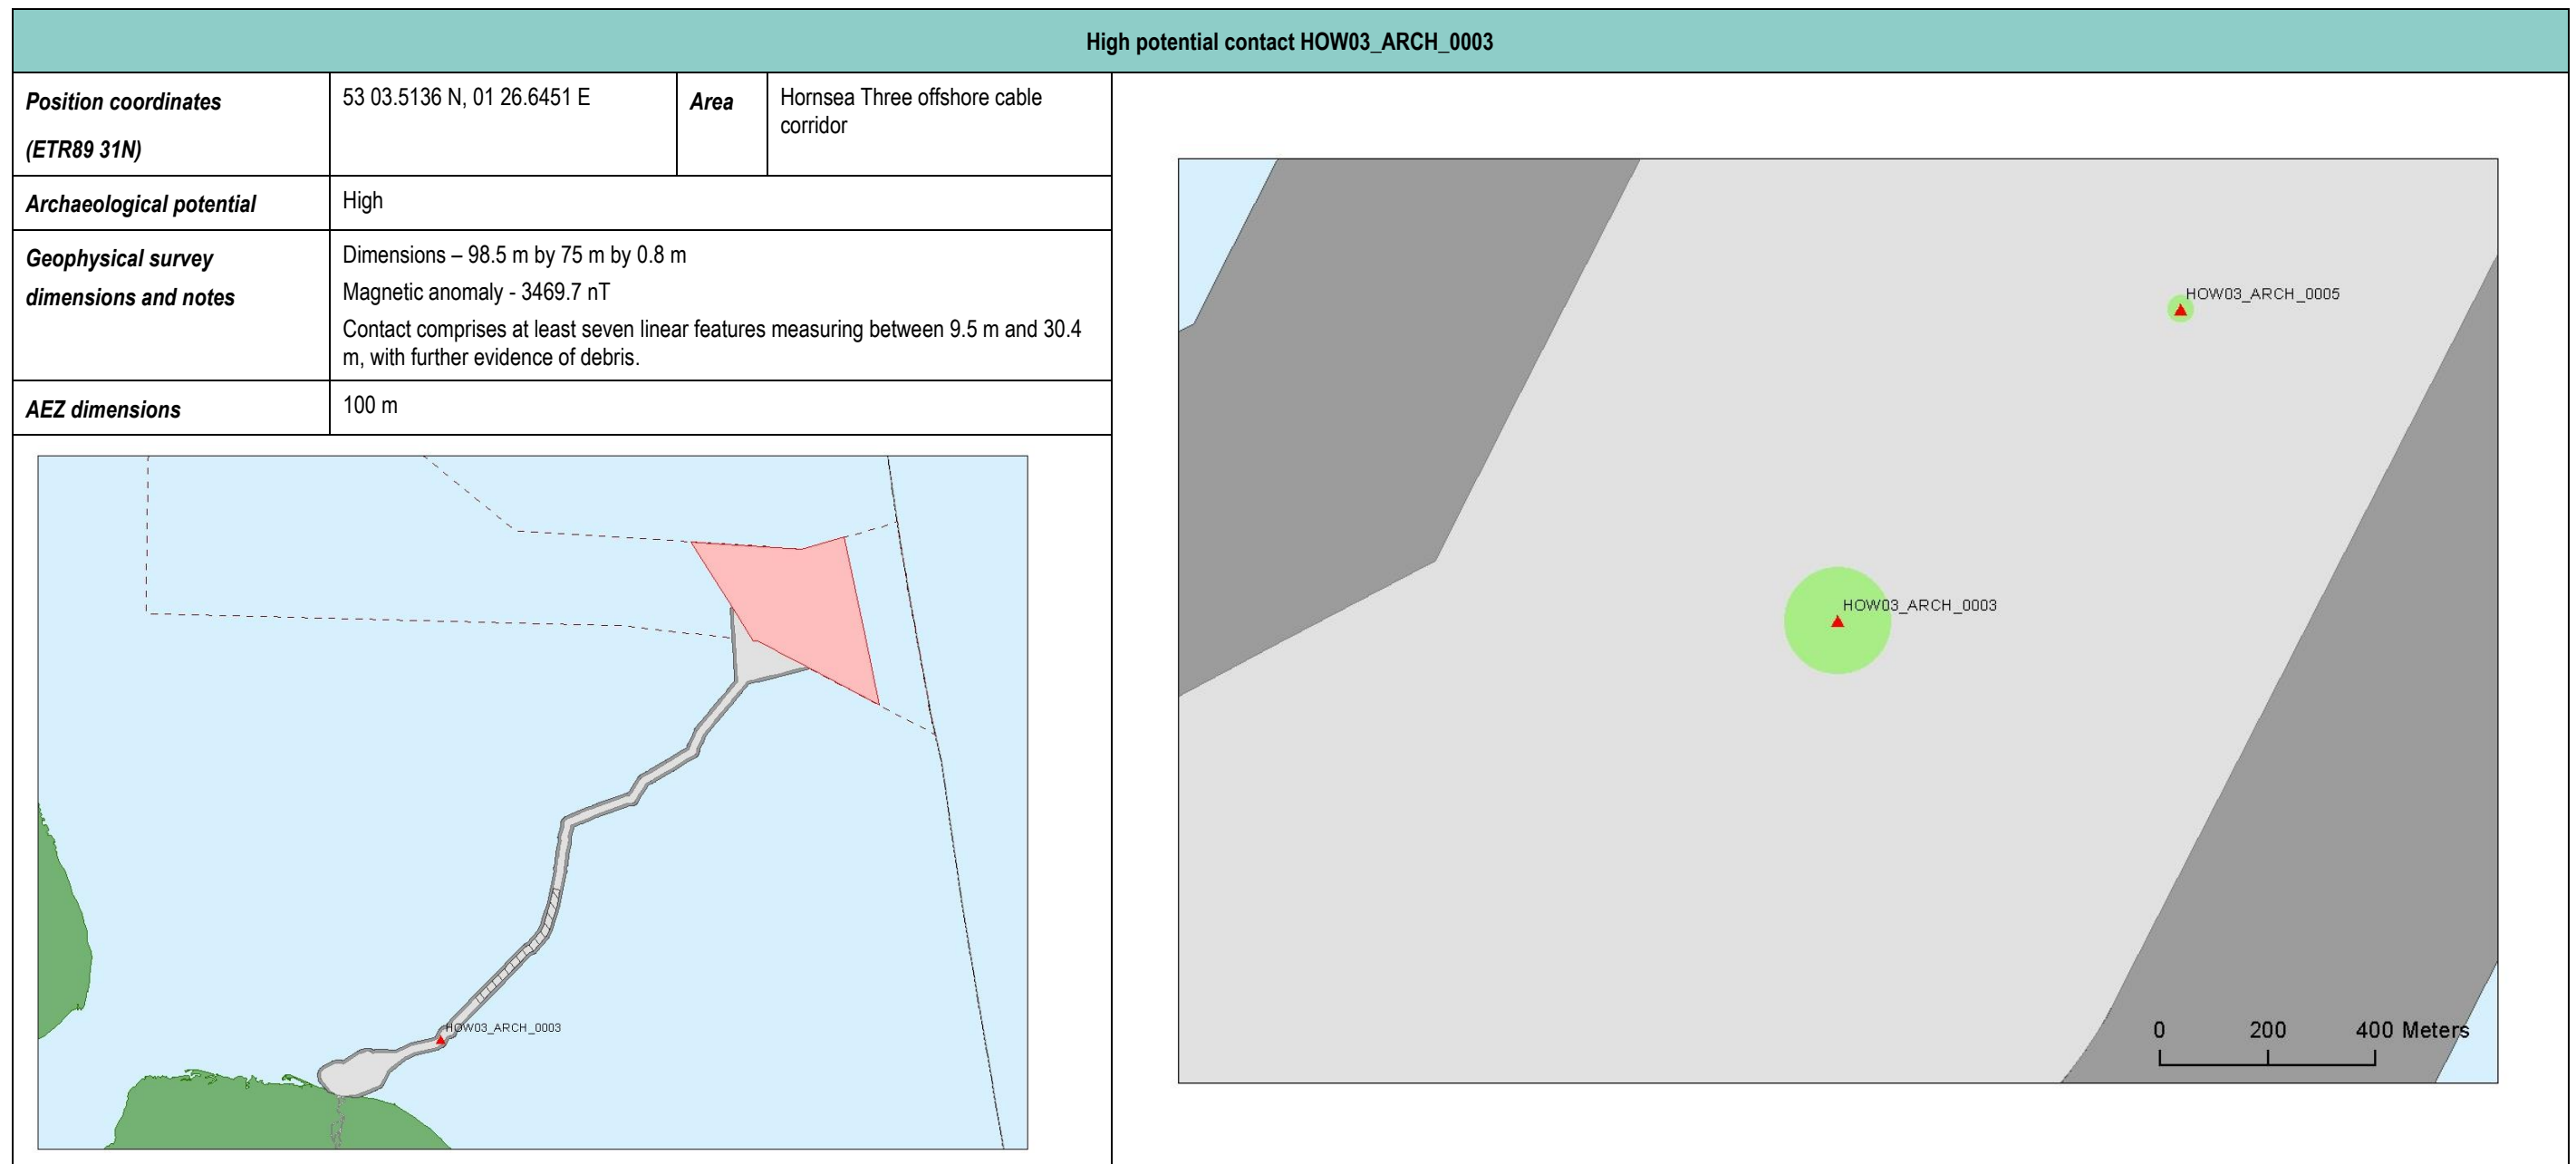 High potential contact HOW03_ARCH_0003
Position coordinates
(ETR89 31N)
53 03.5136 N, 01 26.6451 E
Area
Hornsea Three offshore cable
corridor
Archaeological potential
High
Geophysical survey
dimensions and notes
Dimensions – 98.5 m by 75 m by 0.8 m
Magnetic anomaly - 3469.7 nT
Contact comprises at least seven linear features measuring between 9.5 m and 30.4
m, with further evidence of debris.
AEZ dimensions
100 m
HOW03_ARCH_0003
HOW03_ARCH_0005
HOW03_ARCH_0003
0 200 400 Meters